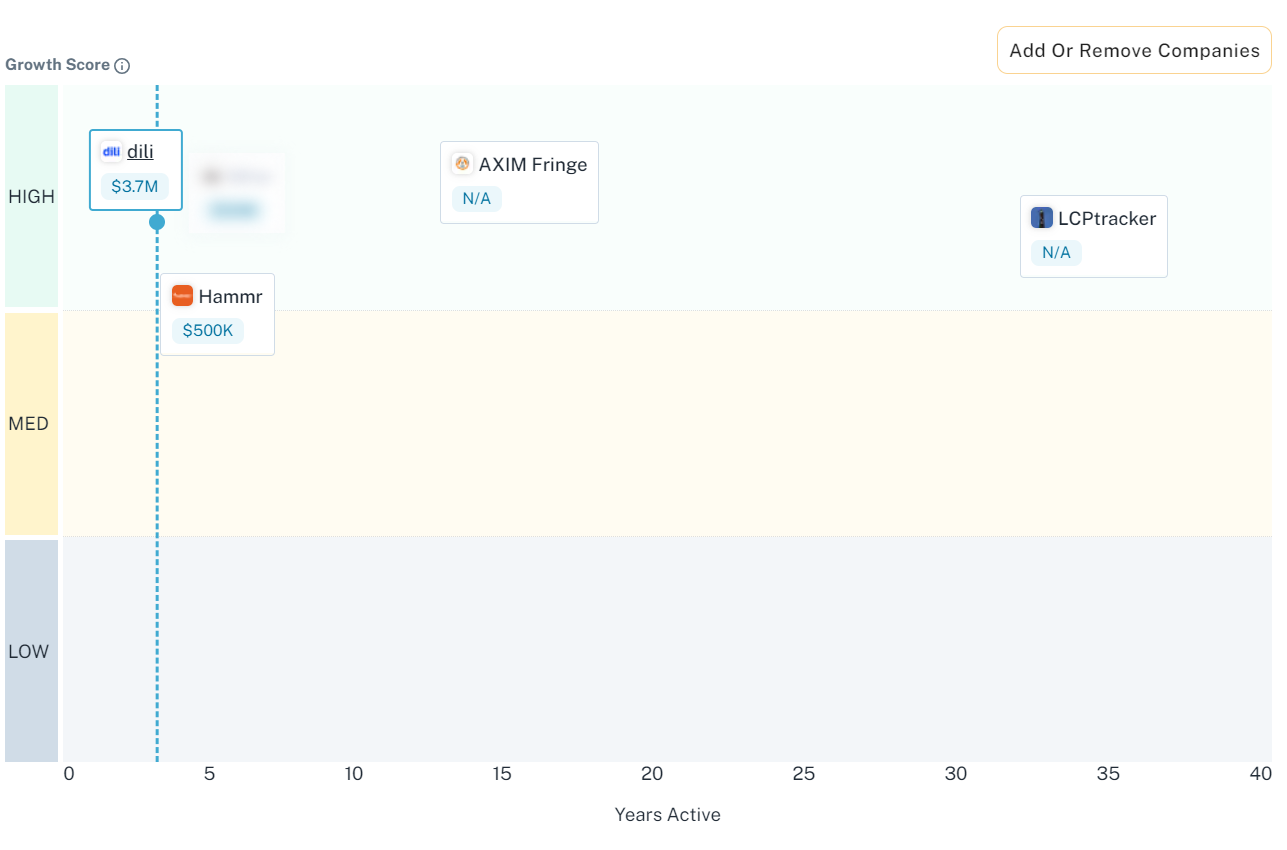 Add Or Remove Companies
Growth Score
HIGH
dili dili
$3.7M
AXIM Fringe
N/A
LCPtracker
N/A
Hammr
$500K
MED
LOW
0 5 10 15 20 25 30 35 40
Years Active